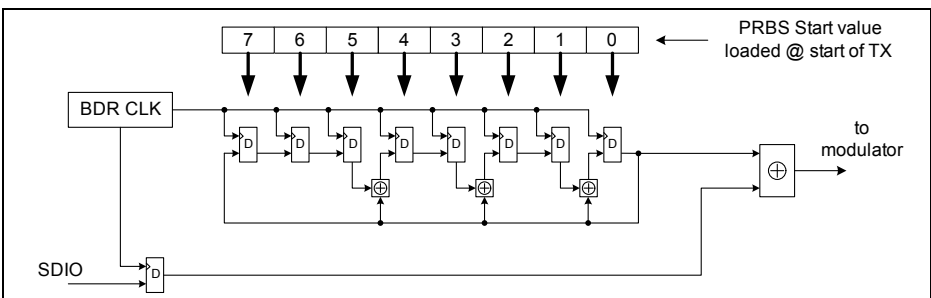 7 6 5 4 3 2 1 0
PRBS Start value
loaded @ start of TX
BDR CLK
D D D D D D D D
to
modulator
SDIO
D